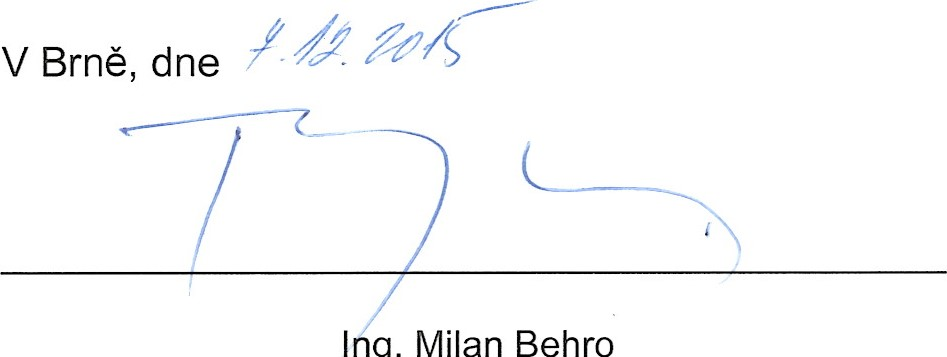 V Brně, dne 7.12.2015
Ing. Milan Behro